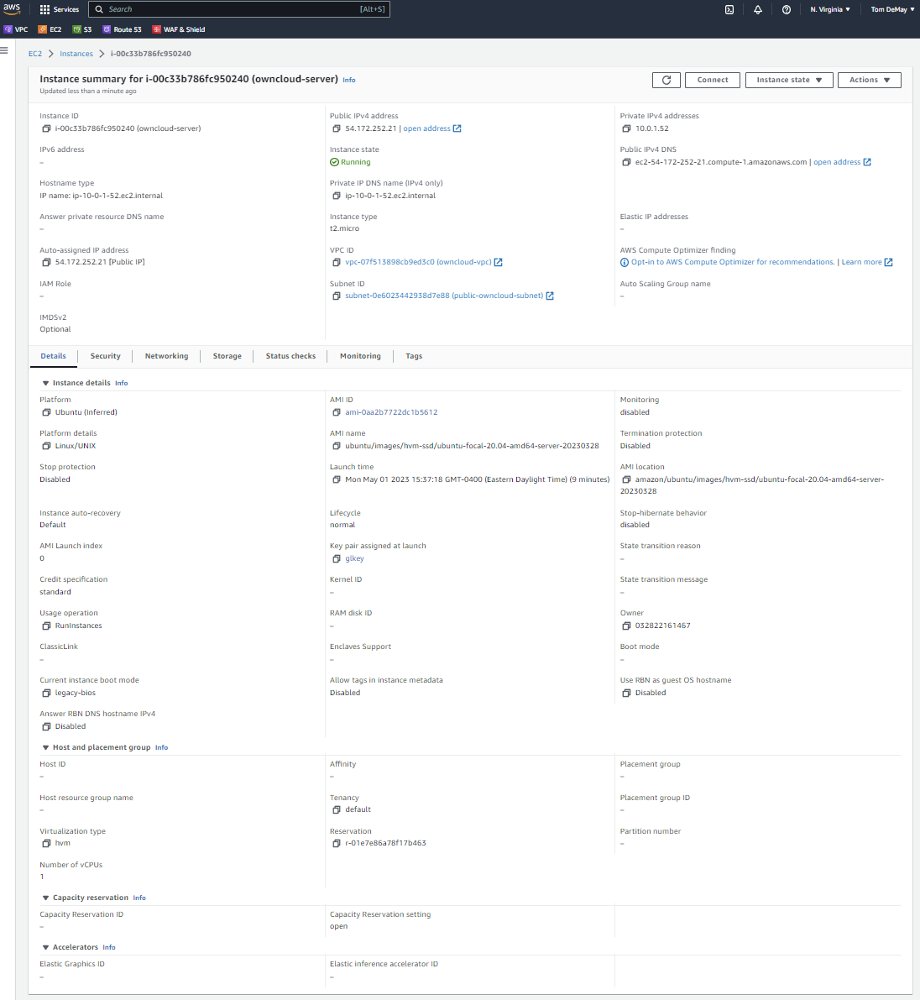 aws
Services
Search
[Alt+S]
N. Virginia
Tom DeMay
VPC
EC2
S3
Route 53
WAF & Shield
EC2 > Instances > i-00c33b786fc950240
Instance summary for i-00c33b786fc950240 (owncloud-server) Info
Updated less than a minute ago
Connect
Instance state
Actions
Instance ID
i-00c33b786fc950240 (owncloud-server)
Public IPv4 address
54.172.252.21 | open address
Private IPv4 addresses
10.0.1.52
IPv6 address
–
Instance state
Running
Public IPv4 DNS
ec2-54-172-252-21.compute-1.amazonaws.com | open address
Hostname type
IP name: ip-10-0-1-52.ec2.internal
Private IP DNS name (IPv4 only)
ip-10-0-1-52.ec2.internal
Answer private resource DNS name
–
Instance type
t2.micro
Elastic IP addresses
–
Auto-assigned IP address
54.172.252.21 [Public IP]
VPC ID
vpc-07f513898cb9ed3c0 (owncloud-vpc)
AWS Compute Optimizer finding
Opt-in to AWS Compute Optimizer for recommendations. | Learn more
IAM Role
–
Subnet ID
subnet-0e6023442938d7e88 (public-owncloud-subnet)
Auto Scaling Group name
–
IMDSv2
Optional
Details
Security
Networking
Storage
Status checks
Monitoring
Tags
Instance details Info
Platform
Ubuntu (Inferred)
AMI ID
ami-0aa2b7722dc1b5612
Monitoring
disabled
Platform details
Linux/UNIX
AMI name
ubuntu/images/hvm-ssd/ubuntu-focal-20.04-amd64-server-20230328
Termination protection
Disabled
Stop protection
Disabled
Launch time
Mon May 01 2023 15:37:18 GMT-0400 (Eastern Daylight Time) (9 minutes)
AMI location
amazon/ubuntu/images/hvm-ssd/ubuntu-focal-20.04-amd64-server-
20230328
Instance auto-recovery
Default
Lifecycle
normal
Stop-hibernate behavior
disabled
AMI Launch index
0
Key pair assigned at launch
glkey
State transition reason
–
Credit specification
standard
Kernel ID
–
State transition message
–
Usage operation
RunInstances
RAM disk ID
–
Owner
032822161467
ClassicLink
–
Enclaves Support
–
Boot mode
–
Current instance boot mode
legacy-bios
Allow tags in instance metadata
Disabled
Use RBN as guest OS hostname
Disabled
Answer RBN DNS hostname IPv4
Disabled
Host and placement group Info
Host ID
–
Affinity
–
Placement group
–
Host resource group name
–
Tenancy
default
Placement group ID
–
Virtualization type
hvm
Reservation
r-01e7e86a78f17b463
Partition number
–
Number of vCPUs
1
Capacity reservation Info
Capacity Reservation ID
–
Capacity Reservation setting
open
Accelerators Info
Elastic Graphics ID
–
Elastic inference accelerator ID
–